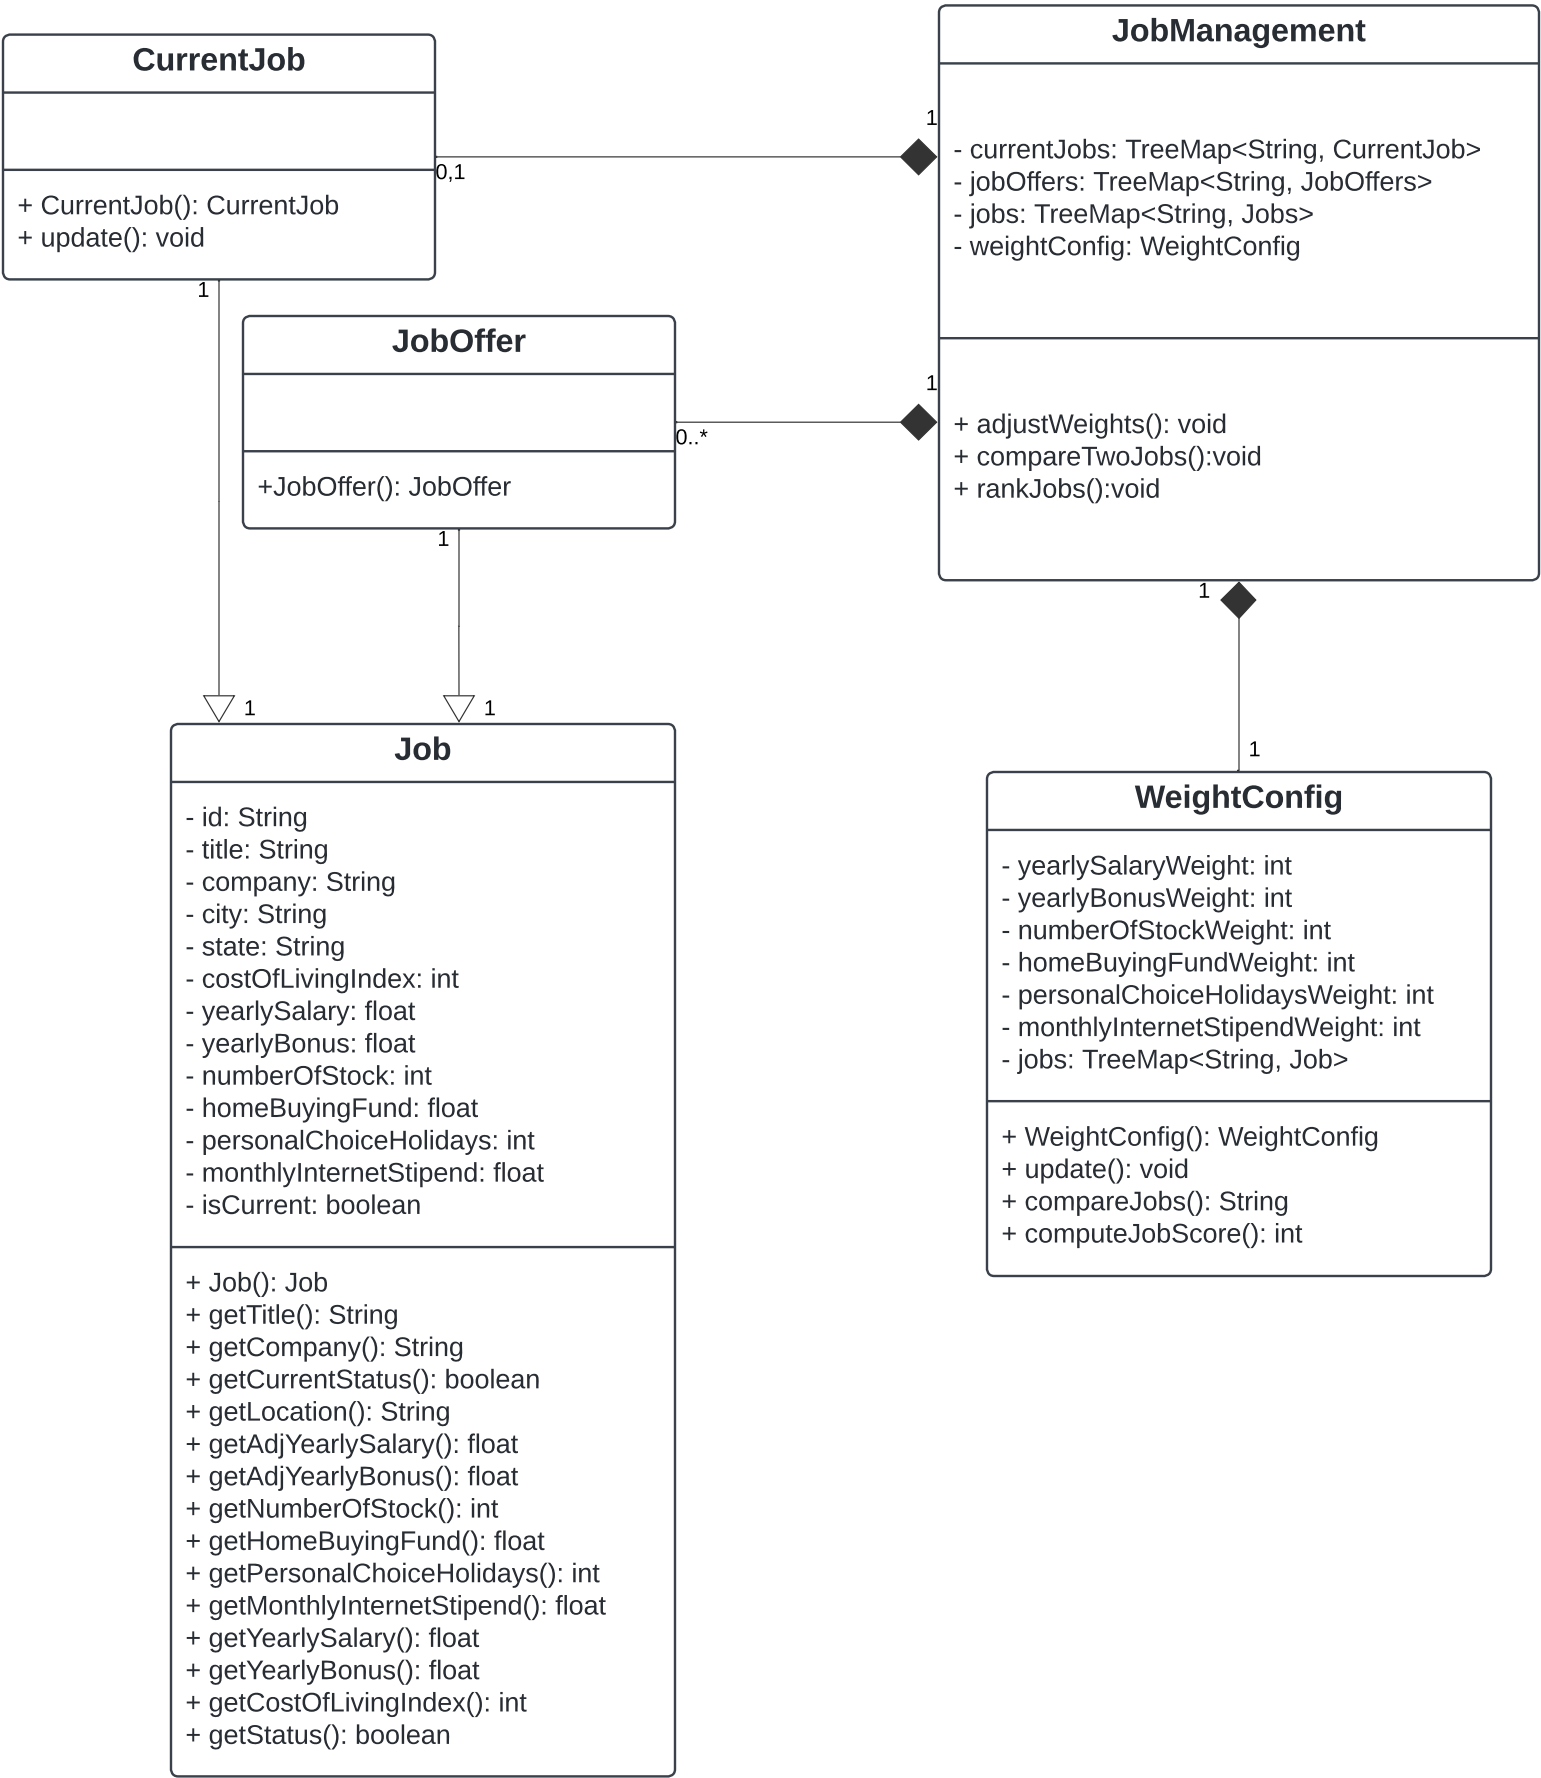 CurrentJob
+ CurrentJob(): CurrentJob
+ update(): void
0,1
1
1
JobManagement
- currentJobs: TreeMap<String, CurrentJob>
- jobOffers: TreeMap<String, JobOffers>
- jobs: TreeMap<String, Jobs>
- weightConfig: WeightConfig
+ adjustWeights(): void
+ compareTwoJobs():void
+ rankJobs():void
JobOffer
+JobOffer(): JobOffer
0..*
1
1
1
1
1
1
Job
- id: String
- title: String
- company: String
- city: String
- state: String
- costOfLivingIndex: int
- yearlySalary: float
- yearlyBonus: float
- numberOfStock: int
- homeBuyingFund: float
- personalChoiceHolidays: int
- monthlyInternetStipend: float
- isCurrent: boolean
+ Job(): Job
+ getTitle(): String
+ getCompany(): String
+ getCurrentStatus(): boolean
+ getLocation(): String
+ getAdjYearlySalary(): float
+ getAdjYearlyBonus(): float
+ getNumberOfStock(): int
+ getHomeBuyingFund(): float
+ getPersonalChoiceHolidays(): int
+ getMonthlyInternetStipend(): float
+ getYearlySalary(): float
+ getYearlyBonus(): float
+ getCostOfLivingIndex(): int
+ getStatus(): boolean
WeightConfig
- yearlySalaryWeight: int
- yearlyBonusWeight: int
- numberOfStockWeight: int
- homeBuyingFundWeight: int
- personalChoiceHolidaysWeight: int
- monthlyInternetStipendWeight: int
- jobs: TreeMap<String, Job>
+ WeightConfig(): WeightConfig
+ update(): void
+ compareJobs(): String
+ computeJobScore(): int